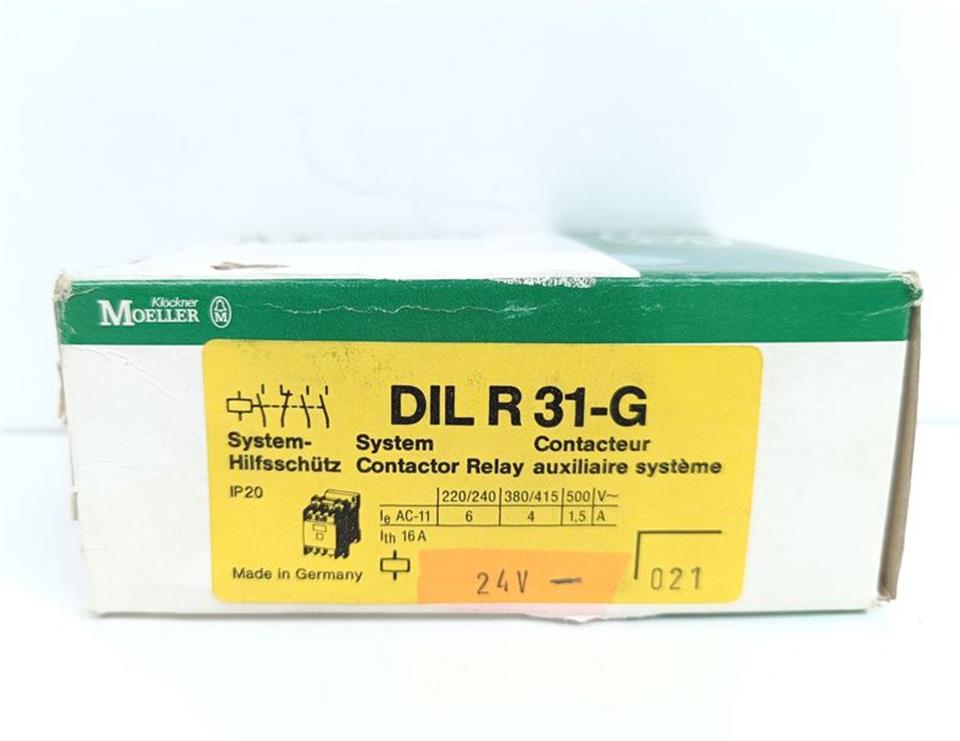 Klöckner
MOELLER
M
DIL R 31-G
System- System Contacteur
Hilfsschütz Contactor Relay auxiliaire système
IP20
220/240 380/415 500 V~
Ie AC-11 6 4 1,5 A
Ith 16 A
Made in Germany
24V –
021